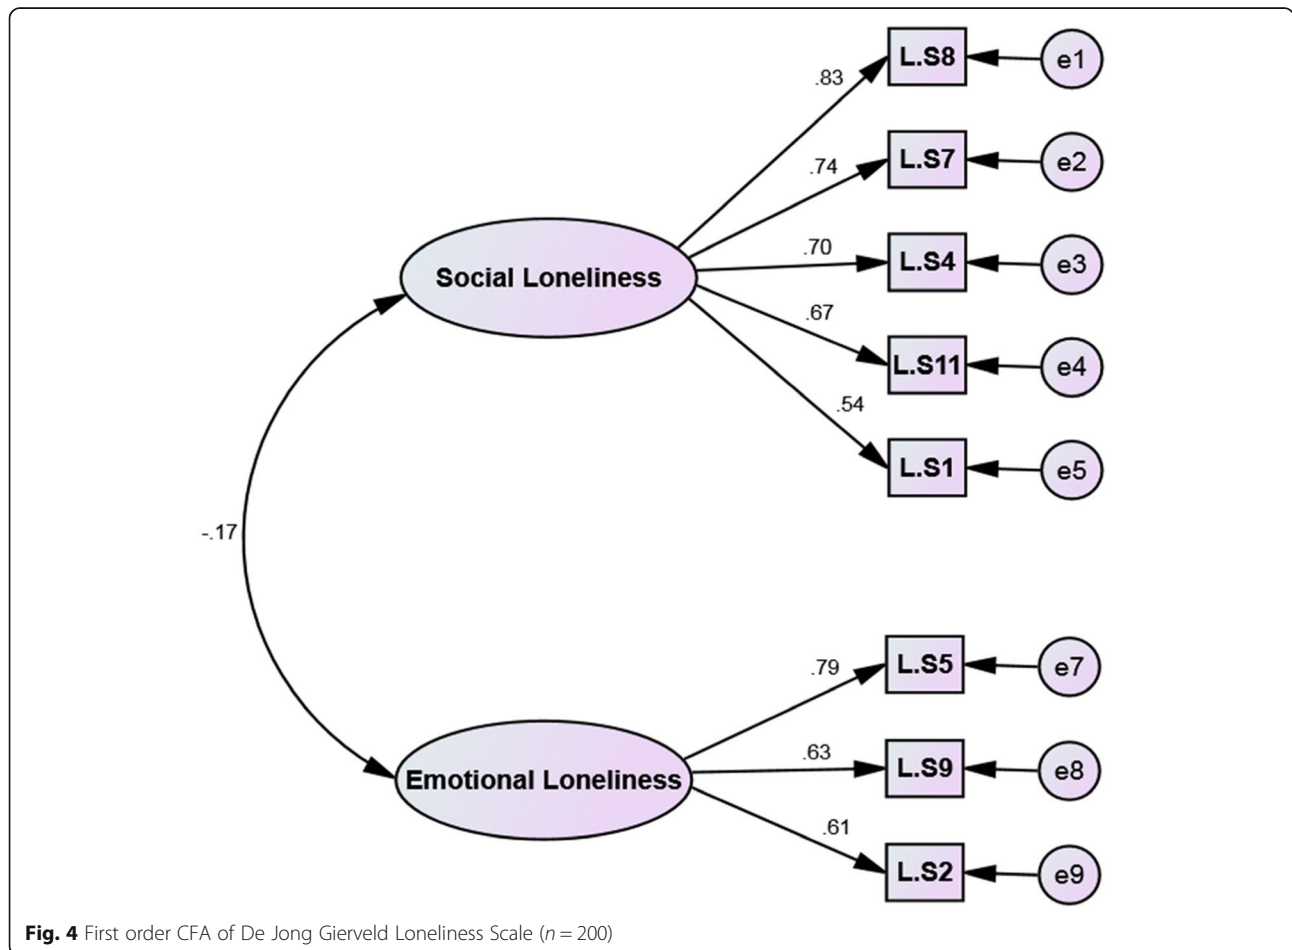 .83
L.S8
e1
.74
L.S7
e2
.70
L.S4
e3
Social Loneliness
.67
L.S11
e4
.54
L.S1
e5
-.17
.79
L.S5
e7
Emotional Loneliness
.63
L.S9
e8
.61
L.S2
e9
Fig. 4 First order CFA of De Jong Gierveld Loneliness Scale (n = 200)